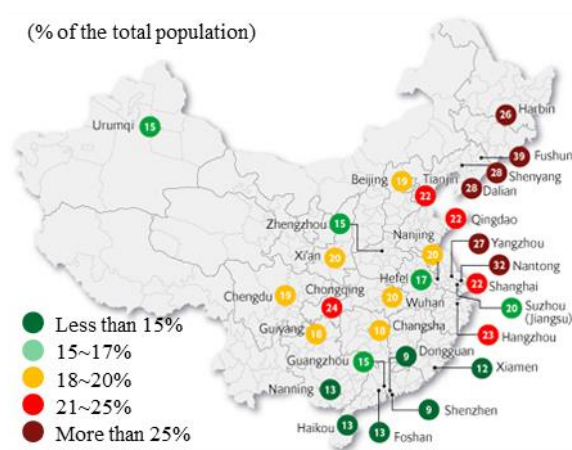 (% of the total population)
Harbin
26
Urumqi 15
39 Fushun
Shenyang
28
Beijing 19 Tianjin
28 Dalian
22
22 Qingdao
Zhengzhou 15
Nanjing
20
27 Yangzhou
Xi'an 20
32 Nantong
Hefei 17
22 Shanghai
Chengdu 19
Chongqing
24
20 Wuhan
20 Suzhou
(Jiangsu)
Guiyang 18
18 Changsha
23 Hangzhou
Guangzhou 15
9 Dongguan
12 Xiamen
Nanning 13
9 Shenzhen
Haikou 13
13 Foshan
Less than 15%
15~17%
18~20%
21~25%
More than 25%